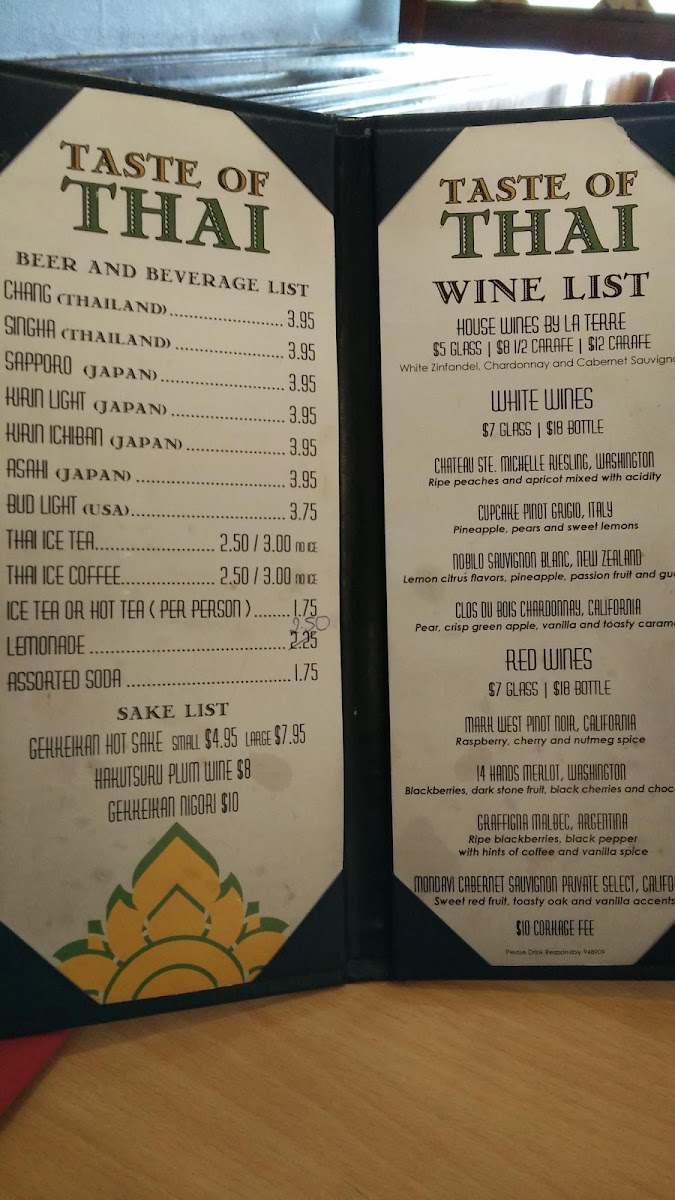 TASTE OF
THAI
BEER AND BEVERAGE LIST
CHANG (THAILAND)........................ 3.95
SINGHA (THAILAND)....................... 3.95
SAPPORO (JAPAN)........................... 3.95
KIRIN LIGHT (JAPAN)........................ 3.95
KIRIN ICHIBAN (JAPAN)..................... 3.95
ASAHI (JAPAN)................................ 3.95
BUD LIGHT (USA)................................ 3.75
THAI ICE TEA........................ 2.50 / 3.00 NO ICE
THAI ICE COFFEE................... 2.50 / 3.00 NO ICE
ICE TEA OR HOT TEA ( PER PERSON )....... 1.75
2.50
LEMONADE ........................................ 2.25
ASSORTED SODA ................................. 1.75
SAKE LIST
GEKKEIKAN HOT SAKE SMALL $4.95 LARGE $7.95
HAKUTSURU PLUM WINE $8
GEKKEIKAN NIGORI $10
TASTE OF
THAI
WINE LIST
HOUSE WINES BY LA TERRE
$5 GLASS | $8 1/2 CARAFE | $12 CARAFE
White Zinfandel, Chardonnay and Cabernet Sauvigno
WHITE WINES
$7 GLASS | $18 BOTTLE
CHATEAU STE. MICHELLE RIESLING, WASHINGTON
Ripe peaches and apricot mixed with acidity
CUPCAKE PINOT GRIGIO, ITALY
Pineapple, pears and sweet lemons
NOBILO SAUVIGNON BLANC, NEW ZEALAND
Lemon citrus flavors, pineapple, passion fruit and gu
CLOS DU BOIS CHARDONNAY, CALIFORNIA
Pear, crisp green apple, vanilla and toasty caram
RED WINES
$7 GLASS | $18 BOTTLE
MARK WEST PINOT NOIR, CALIFORNIA
Raspberry, cherry and nutmeg spice
14 HANDS MERLOT, WASHINGTON
Blackberries, dark stone fruit, black cherries and choc
GRAFFIGNA MALBEC, ARGENTINA
Ripe blackberries, black pepper
with hints of coffee and vanilla spice
MONDAVI CABERNET SAUVIGNON PRIVATE SELECT, CALIFO
Sweet red fruit, toasty oak and vanilla accents
$10 CORKAGE FEE
Please Drink Responsibly 948909